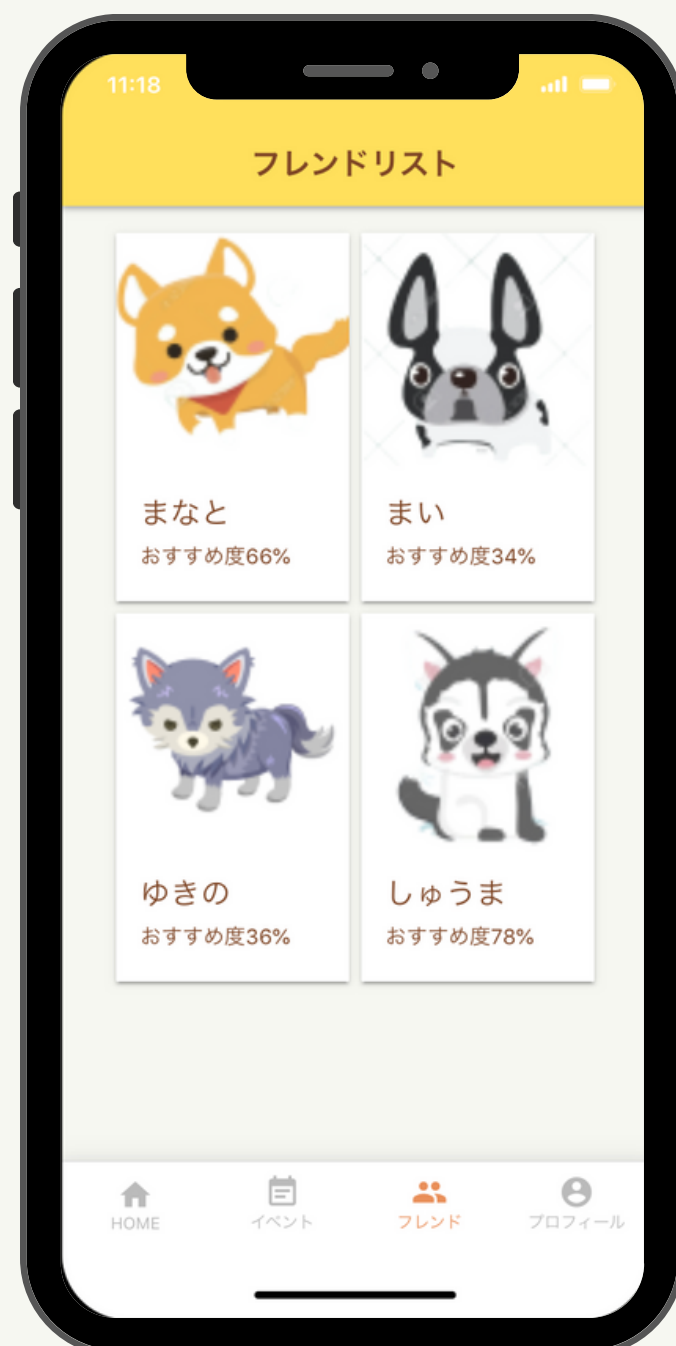 11:18
フレンドリスト
まなと
おすすめ度66%
まい
おすすめ度34%
ゆきの
おすすめ度36%
しゅうま
おすすめ度78%
HOME
イベント
フレンド
プロフィール